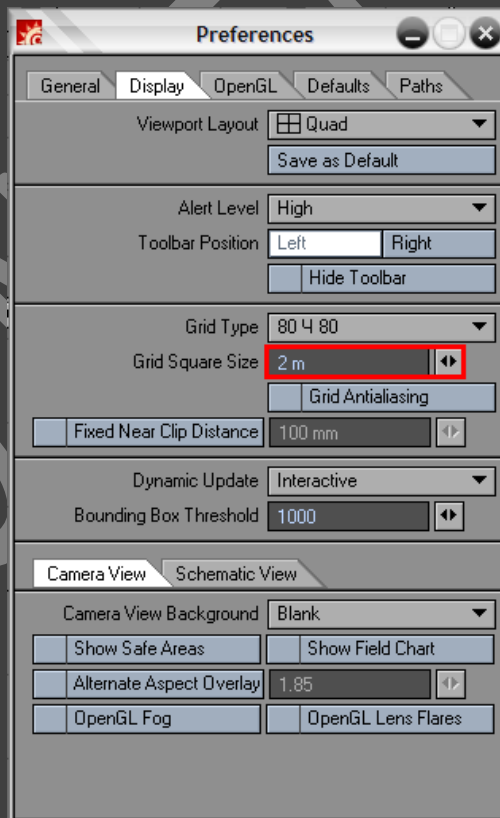 Preferences
General Display OpenGL Defaults Paths
Viewport Layout Quad
Save as Default
Alert Level High
Toolbar Position Left Right
Hide Toolbar
Grid Type 80 Ч 80
Grid Square Size 2 m
Grid Antialiasing
Fixed Near Clip Distance 100 mm
Dynamic Update Interactive
Bounding Box Threshold 1000
Camera View Schematic View
Camera View Background Blank
Show Safe Areas Show Field Chart
Alternate Aspect Overlay 1.85
OpenGL Fog OpenGL Lens Flares